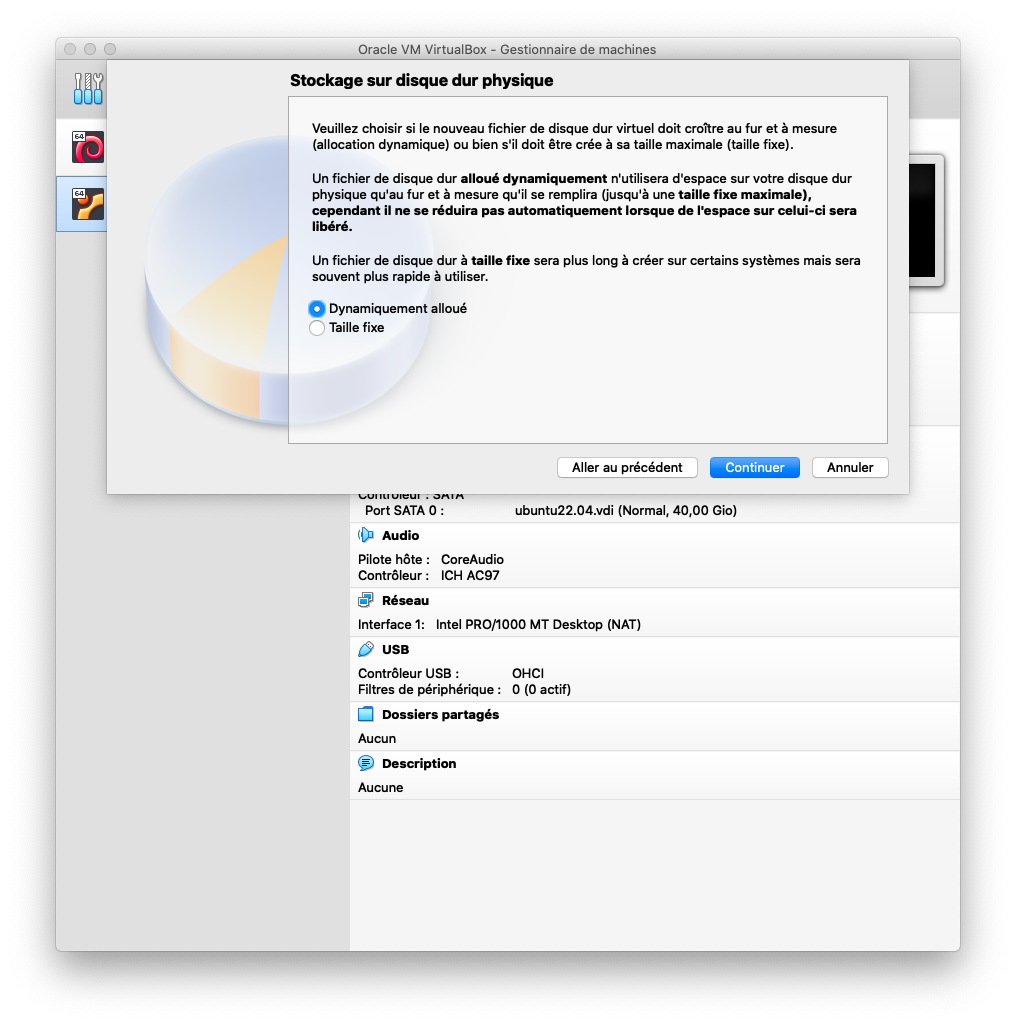 Oracle VM VirtualBox - Gestionnaire de machines
Stockage sur disque dur physique
Veuillez choisir si le nouveau fichier de disque dur virtuel doit croître au fur et à mesure
(allocation dynamique) ou bien s'il doit être crée à sa taille maximale (taille fixe).
Un fichier de disque dur alloué dynamiquement n'utilisera d'espace sur votre disque dur
physique qu'au fur et à mesure qu'il se remplira (jusqu'à une taille fixe maximale),
cependant il ne se réduira pas automatiquement lorsque de l'espace sur celui-ci sera
libéré.
Un fichier de disque dur à taille fixe sera plus long à créer sur certains systèmes mais sera
souvent plus rapide à utiliser.
Dynamiquement alloué
Taille fixe
Aller au précédent
Continuer
Annuler
64
64
Contrôleur : SATA
Port SATA 0 : ubuntu22.04.vdi (Normal, 40,00 Gio)
Audio
Pilote hôte : CoreAudio
Contrôleur : ICH AC97
Réseau
Interface 1: Intel PRO/1000 MT Desktop (NAT)
USB
Contrôleur USB : OHCI
Filtres de périphérique : 0 (0 actif)
Dossiers partagés
Aucun
Description
Aucune